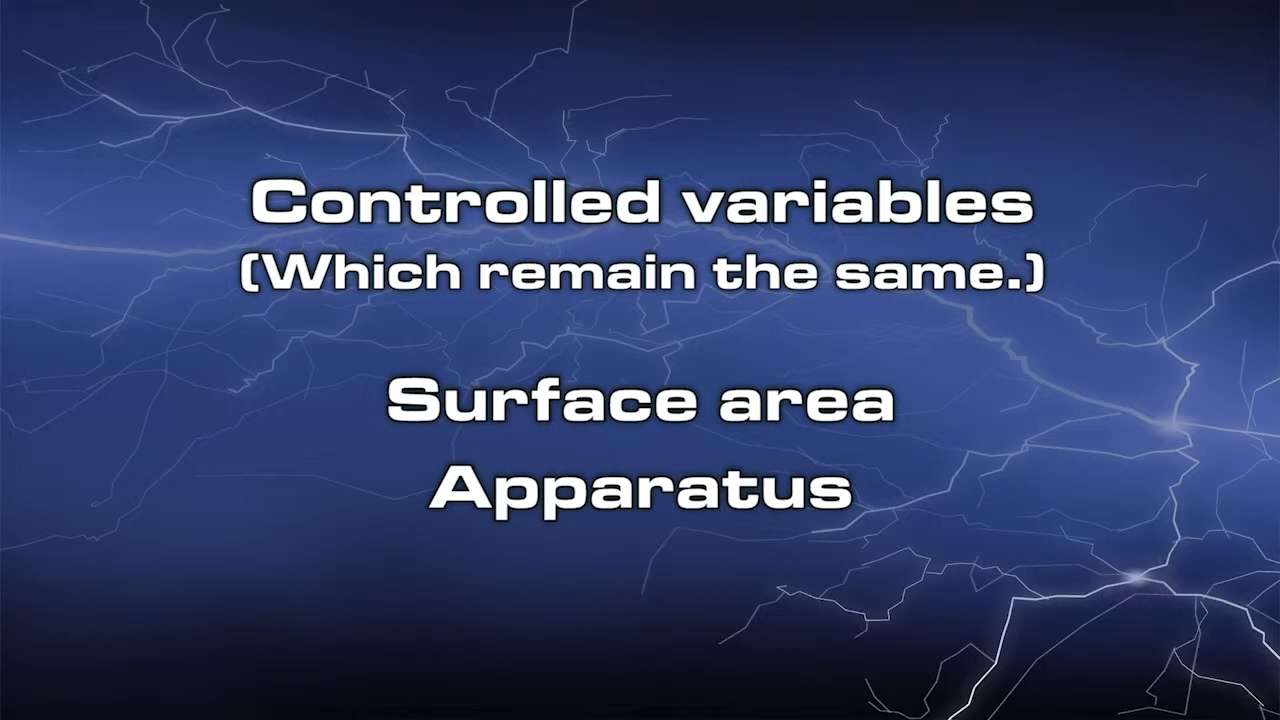 Controlled variables
(Which remain the same.)
Surface area
Apparatus